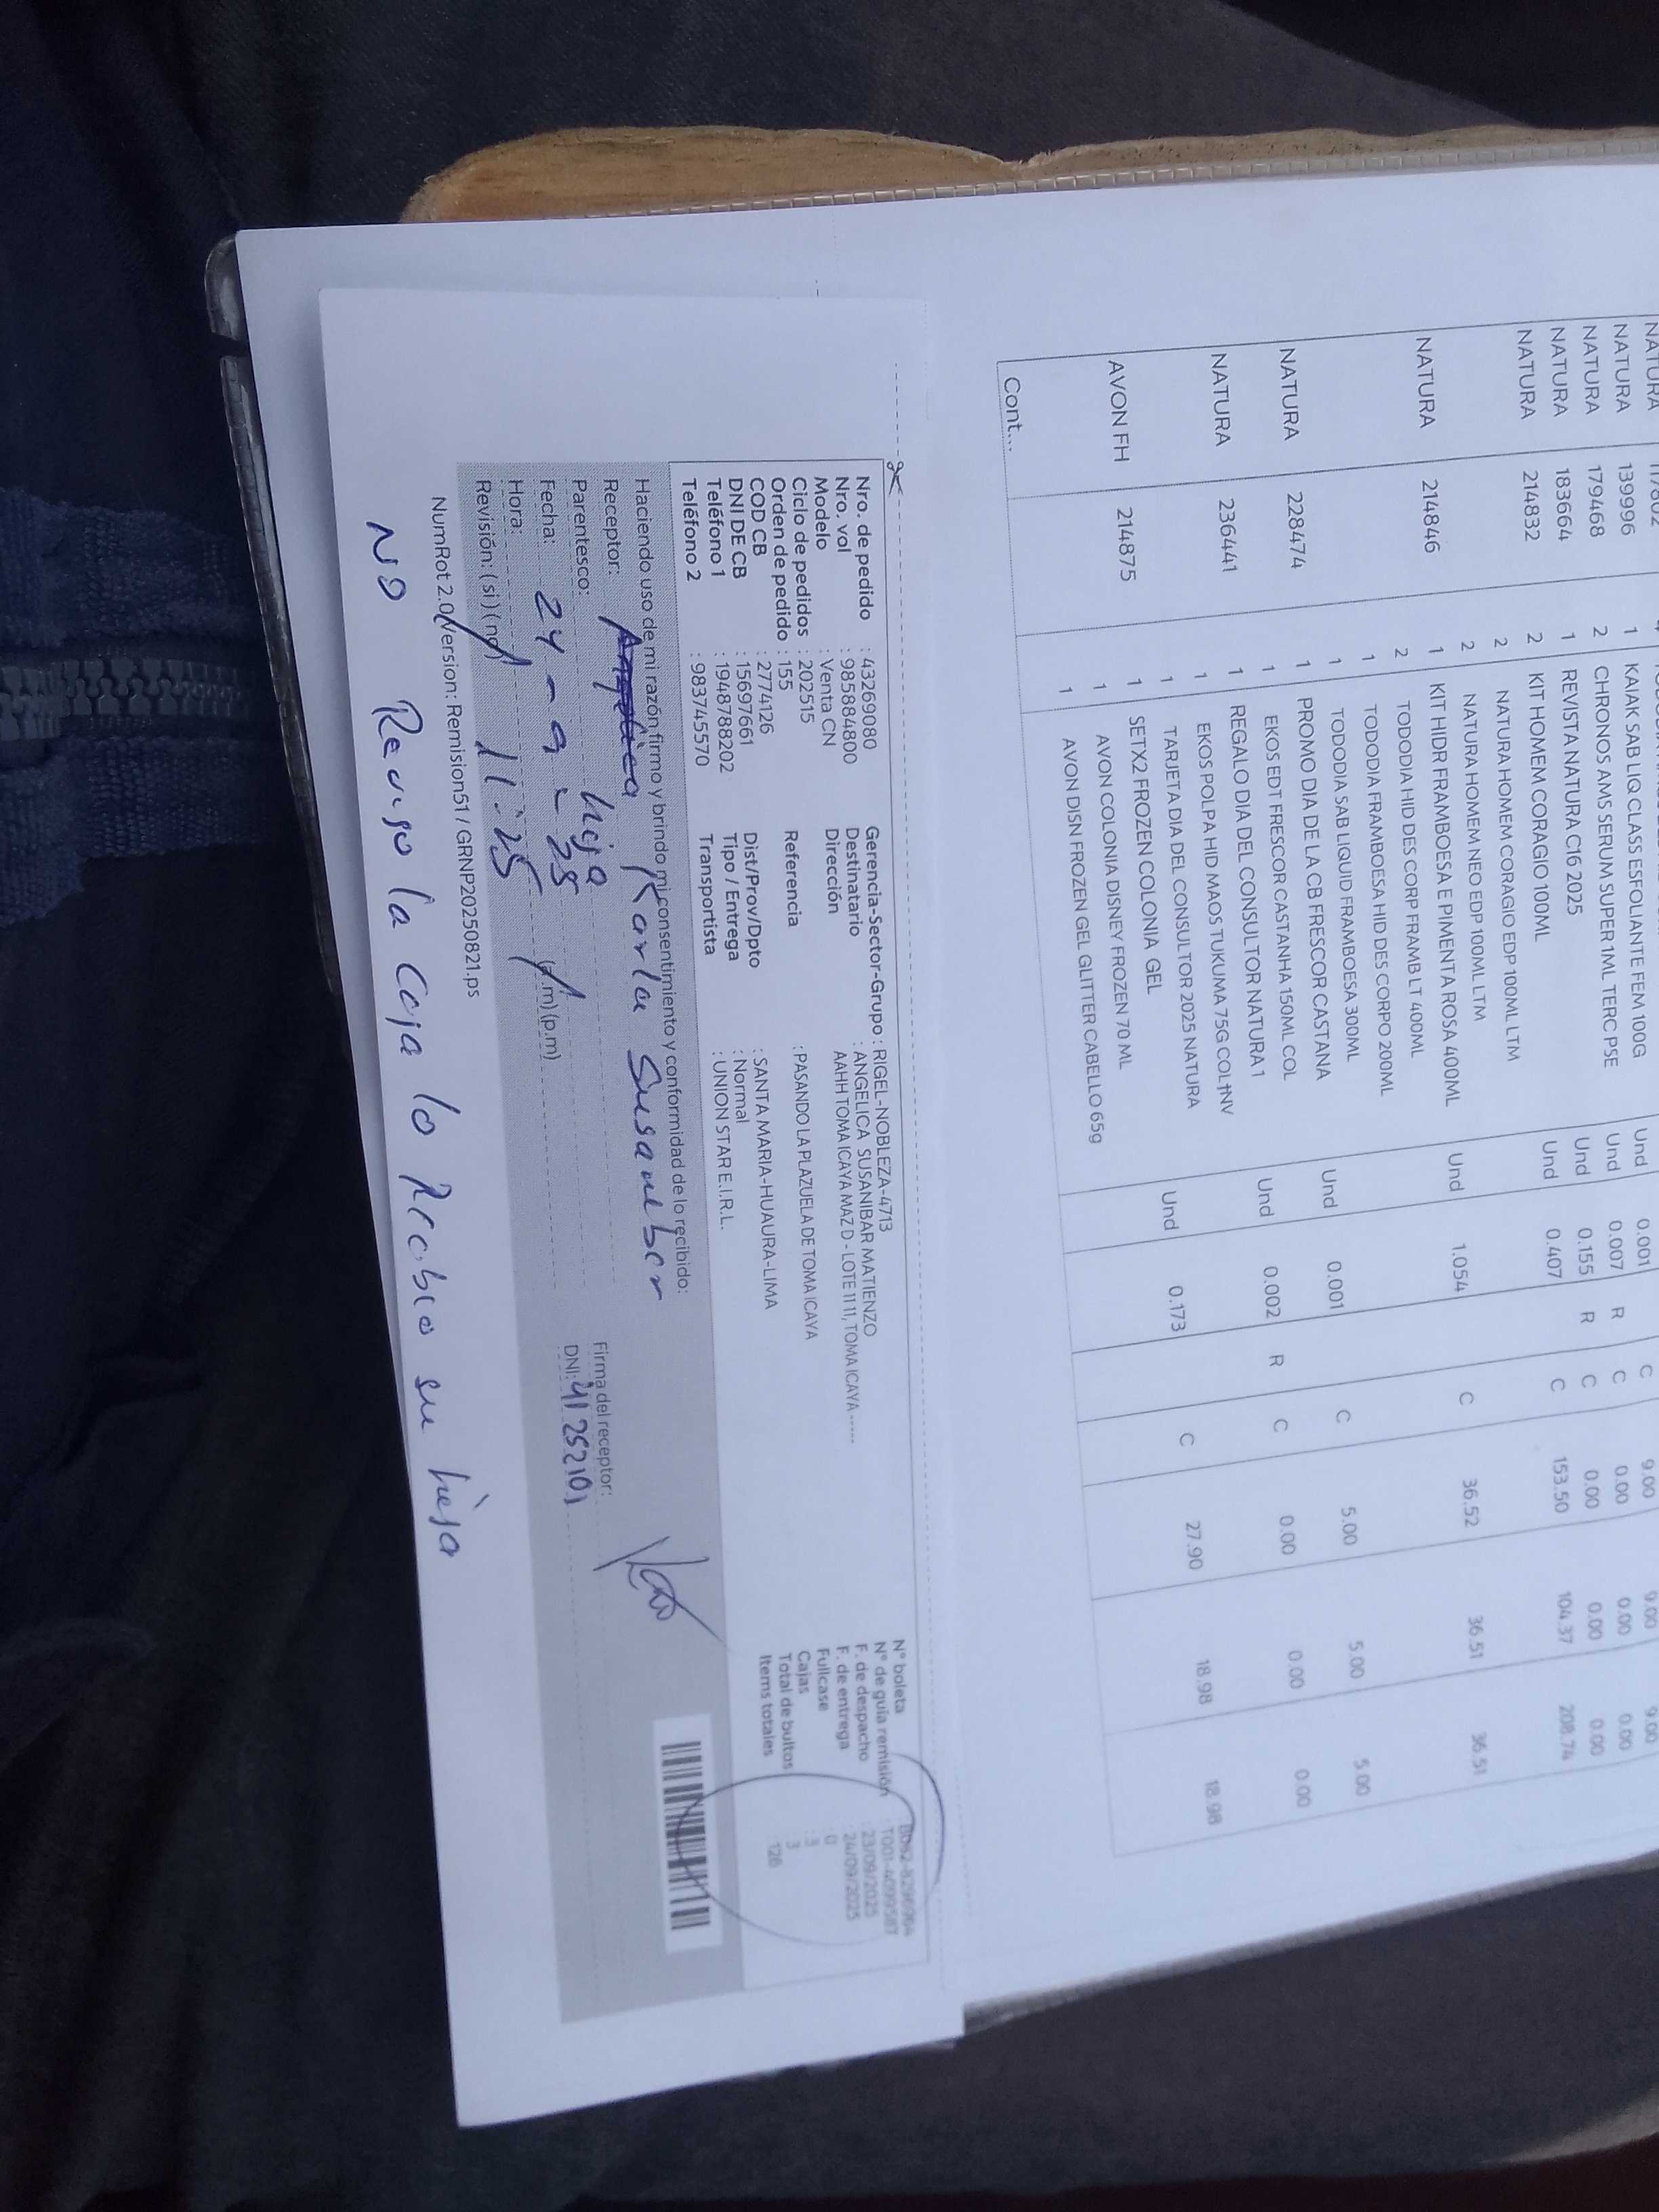 NATURA 139996 1 KAIAK SAB LIQ CLASS ESFOLIANTE FEM 100G Und 0.001 C 9.00 9.00 9.00
NATURA 179468 2 CHRONOS AMS SERUM SUPER 1ML TERC PSE Und 0.007 R C 0.00 0.00 0.00
NATURA 183664 1 REVISTA NATURA C16 2025 Und 0.155 R C 0.00 0.00 0.00
NATURA 214832 2 KIT HOMEM CORAGIO 100ML Und 0.407 C 153.50 104.37 208.74
2 NATURA HOMEM CORAGIO EDP 100ML LTM
2 NATURA HOMEM NEO EDP 100ML LTM
NATURA 214846 1 KIT HIDR FRAMBOESA E PIMENTA ROSA 400ML Und 1.054 C 36.52 36.51 36.51
2 TODODIA HID DES CORP FRAMB LT 400ML
1 TODODIA FRAMBOESA HID DES CORPO 200ML
1 TODODIA SAB LIQUID FRAMBOESA 300ML
NATURA 228474 1 PROMO DIA DE LA CB FRESCOR CASTANA Und 0.001 C 5.00 5.00 5.00
1 EKOS EDT FRESCOR CASTANHA 150ML COL
NATURA 236441 1 REGALO DIA DEL CONSULTOR NATURA 1 Und 0.002 R C 0.00 0.00 0.00
1 EKOS POLPA HID MAOS TUKUMA 75G COL+NV
1 TARJETA DIA DEL CONSULTOR 2025 NATURA
AVON FH 214875 1 SETX2 FROZEN COLONIA GEL Und 0.173 C 27.90 18.98 18.98
1 AVON COLONIA DISNEY FROZEN 70 ML
1 AVON DISN FROZEN GEL GLITTER CABELLO 65g
Cont...
Nro. de pedido : 43269080
Nro. vol : 985884800
Modelo : Venta CN
Ciclo de pedidos : 202515
Orden de pedido : 155
COD CB : 2774126
DNI DE CB : 15697661
Teléfono 1 : 1948788202
Teléfono 2 : 983745570
Gerencia-Sector-Grupo : RIGEL-NOBLEZA-4713
Destinatario : ANGELICA SUSANIBAR MATIENZO
Dirección AAHH TOMA ICAYA MAZ D - LOTE 11 11, TOMA ICAYA -----
Referencia : PASANDO LA PLAZUELA DE TOMA ICAYA
Dist/Prov/Dpto : SANTA MARIA-HUAURA-LIMA
Tipo / Entrega : Normal
Transportista : UNION STAR E.I.R.L.
N° boleta
N° de guía remisión
F. de despacho : 23/09/2025
F. de entrega 24/09/2025
Fullcase : 0
Cajas : 3
Total de bultos 3
Items totales 126
Haciendo uso de mi razón firmo y brindo mi consentimiento y conformidad de lo recibido:
Receptor: Karla Susaniber
Parentesco: hija
Fecha: 24-9-25
Hora: 11:25 (a.m) (p.m)
Revisión: (si) (no)
Firma del receptor:
DNI: 41252101
NumRot 2.0/Version: Remision51 / GRNP20250821.ps
NO Reviso la Caja lo Recibio su hija